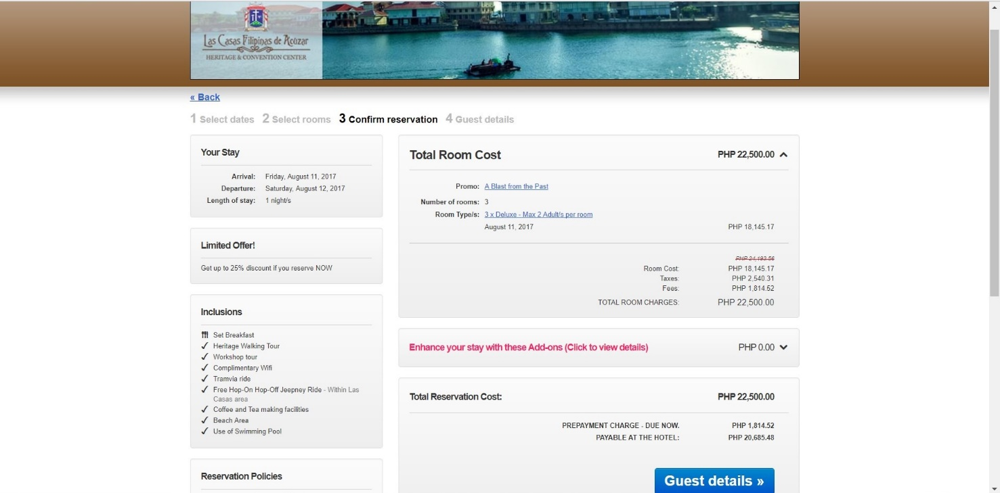 Las Casas Filipinas de Acúzar
HERITAGE & CONVENTION CENTER
« Back
1 Select dates 2 Select rooms 3 Confirm reservation 4 Guest details
Your Stay
Arrival: Friday, August 11, 2017
Departure: Saturday, August 12, 2017
Length of stay: 1 night/s
Limited Offer!
Get up to 25% discount if you reserve NOW
Inclusions
Set Breakfast
Heritage Walking Tour
Workshop tour
Complimentary Wifi
Tramvia ride
Free Hop-On Hop-Off Jeepney Ride - Within Las
Casas area
Coffee and Tea making facilities
Beach Area
Use of Swimming Pool
Reservation Policies
Total Room Cost PHP 22,500.00
Promo: A Blast from the Past
Number of rooms: 3
Room Type/s: 3 x Deluxe - Max 2 Adult/s per room
August 11, 2017 PHP 18,145.17
PHP 24,193.56
Room Cost: PHP 18,145.17
Taxes: PHP 2,540.31
Fees: PHP 1,814.52
TOTAL ROOM CHARGES: PHP 22,500.00
Enhance your stay with these Add-ons (Click to view details) PHP 0.00
Total Reservation Cost: PHP 22,500.00
PREPAYMENT CHARGE - DUE NOW. PHP 1,814.52
PAYABLE AT THE HOTEL: PHP 20,685.48
Guest details »